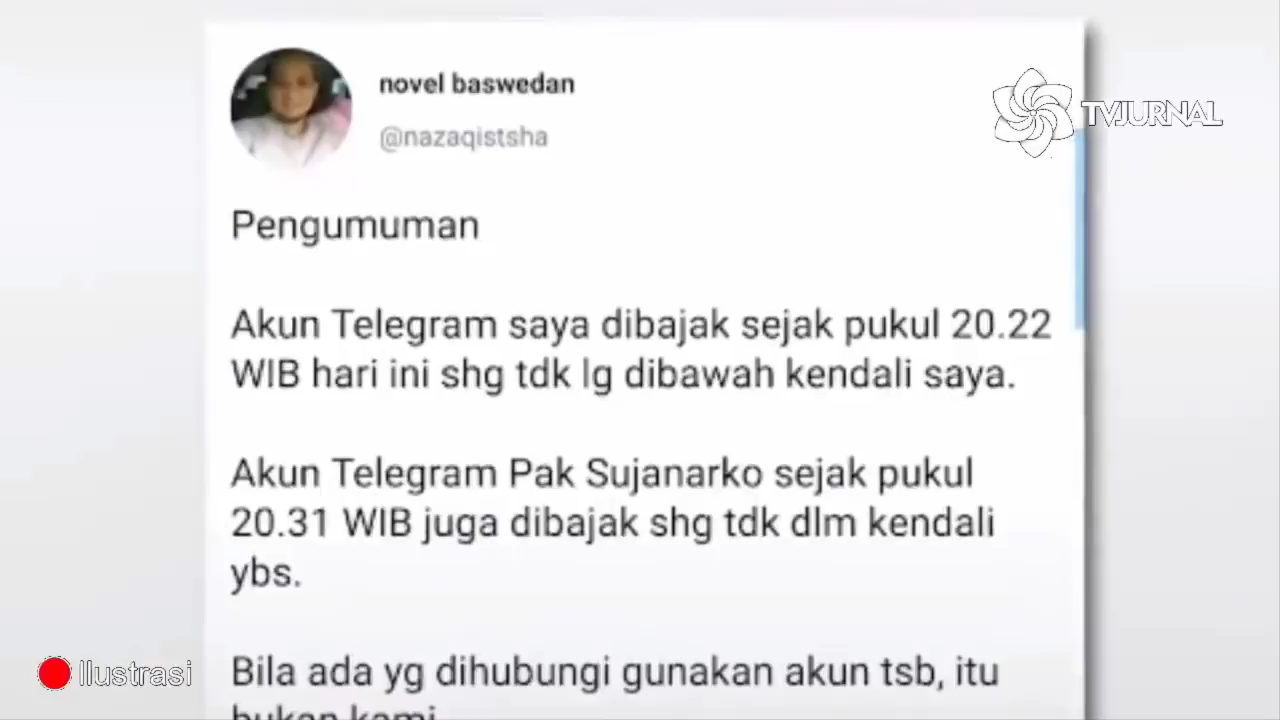 novel baswedan
@nazaqistsha
TVJURNAL
Pengumuman
Akun Telegram saya dibajak sejak pukul 20.22
WIB hari ini shg tdk lg dibawah kendali saya.
Akun Telegram Pak Sujanarko sejak pukul
20.31 WIB juga dibajak shg tdk dlm kendali
ybs.
Bila ada yg dihubungi gunakan akun tsb, itu
bukan kami
Ilustrasi